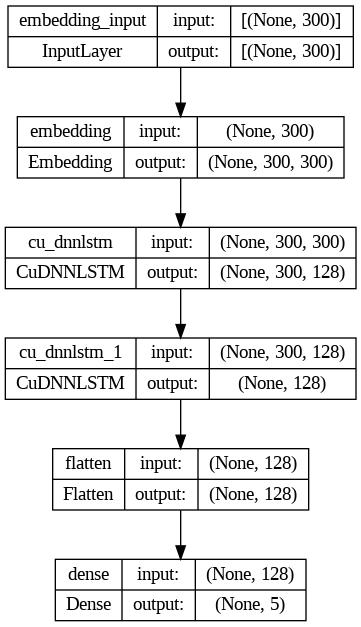 embedding_input input: [(None, 300)]
InputLayer output: [(None, 300)]
embedding input: (None, 300)
Embedding output: (None, 300, 300)
cu_dnnlstm input: (None, 300, 300)
CuDNNLSTM output: (None, 300, 128)
cu_dnnlstm_1 input: (None, 300, 128)
CuDNNLSTM output: (None, 128)
flatten input: (None, 128)
Flatten output: (None, 128)
dense input: (None, 128)
Dense output: (None, 5)